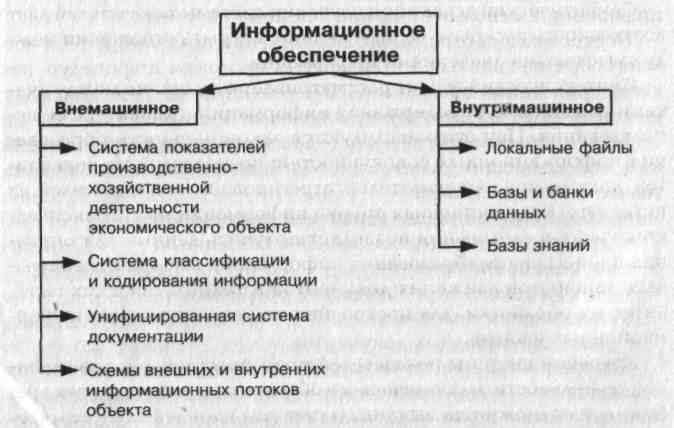 Информационное
обеспечение
Внемашинное
Система показателей
производственно-
хозяйственной
деятельности
экономического объекта
Система классификации
и кодирования информации
Унифицированная система
документации
Схемы внешних и внутренних
информационных потоков
объекта
Внутримашинное
Локальные файлы
Базы и банки
данных
Базы знаний